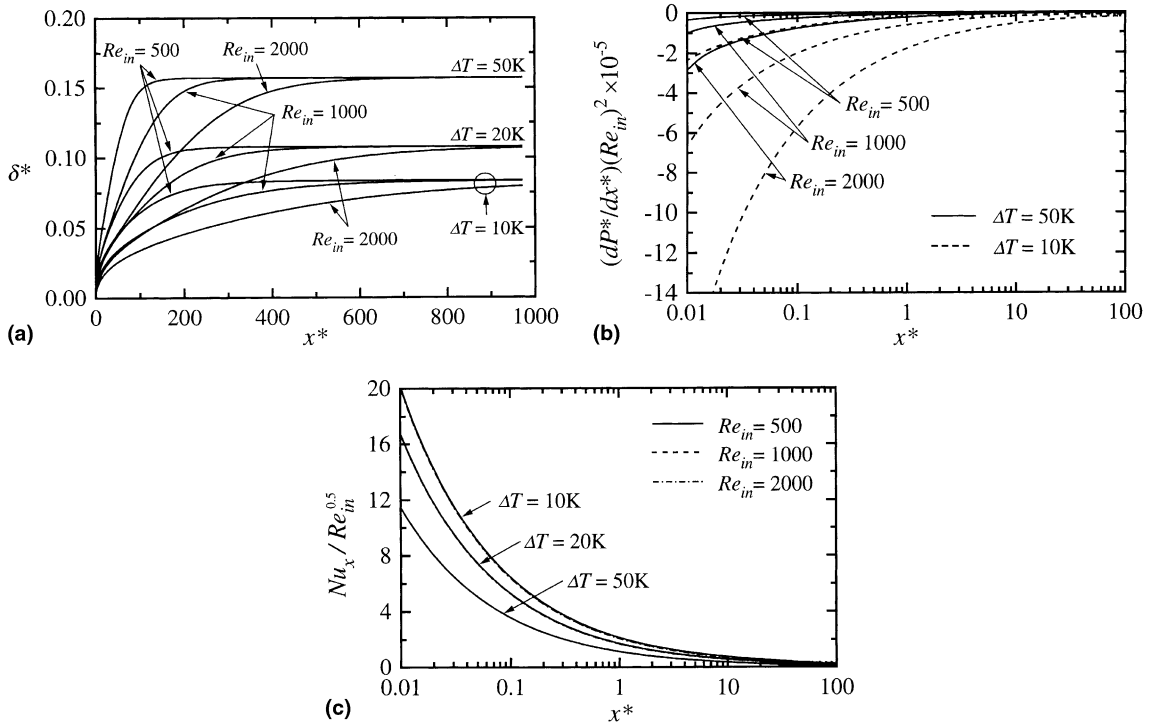 0.20
0.15
0.10
0.05
0.00
δ*
0
200
400
600
800
1000
x*
Re_in = 500
Re_in = 2000
Re_in = 1000
Re_in = 2000
ΔT = 50K
ΔT = 20K
ΔT = 10K
(a)
0
-2
-4
-6
-8
-10
-12
-14
(dP*/dx*)(Re_in)² ×10⁻⁵
0.01
0.1
1
10
100
x*
Re_in = 500
Re_in = 1000
Re_in = 2000
ΔT = 50K
ΔT = 10K
(b)
20
16
12
8
4
0
Nu_x / Re_in^0.5
0.01
0.1
1
10
100
x*
ΔT = 10K
ΔT = 20K
ΔT = 50K
Re_in = 500
Re_in = 1000
Re_in = 2000
(c)